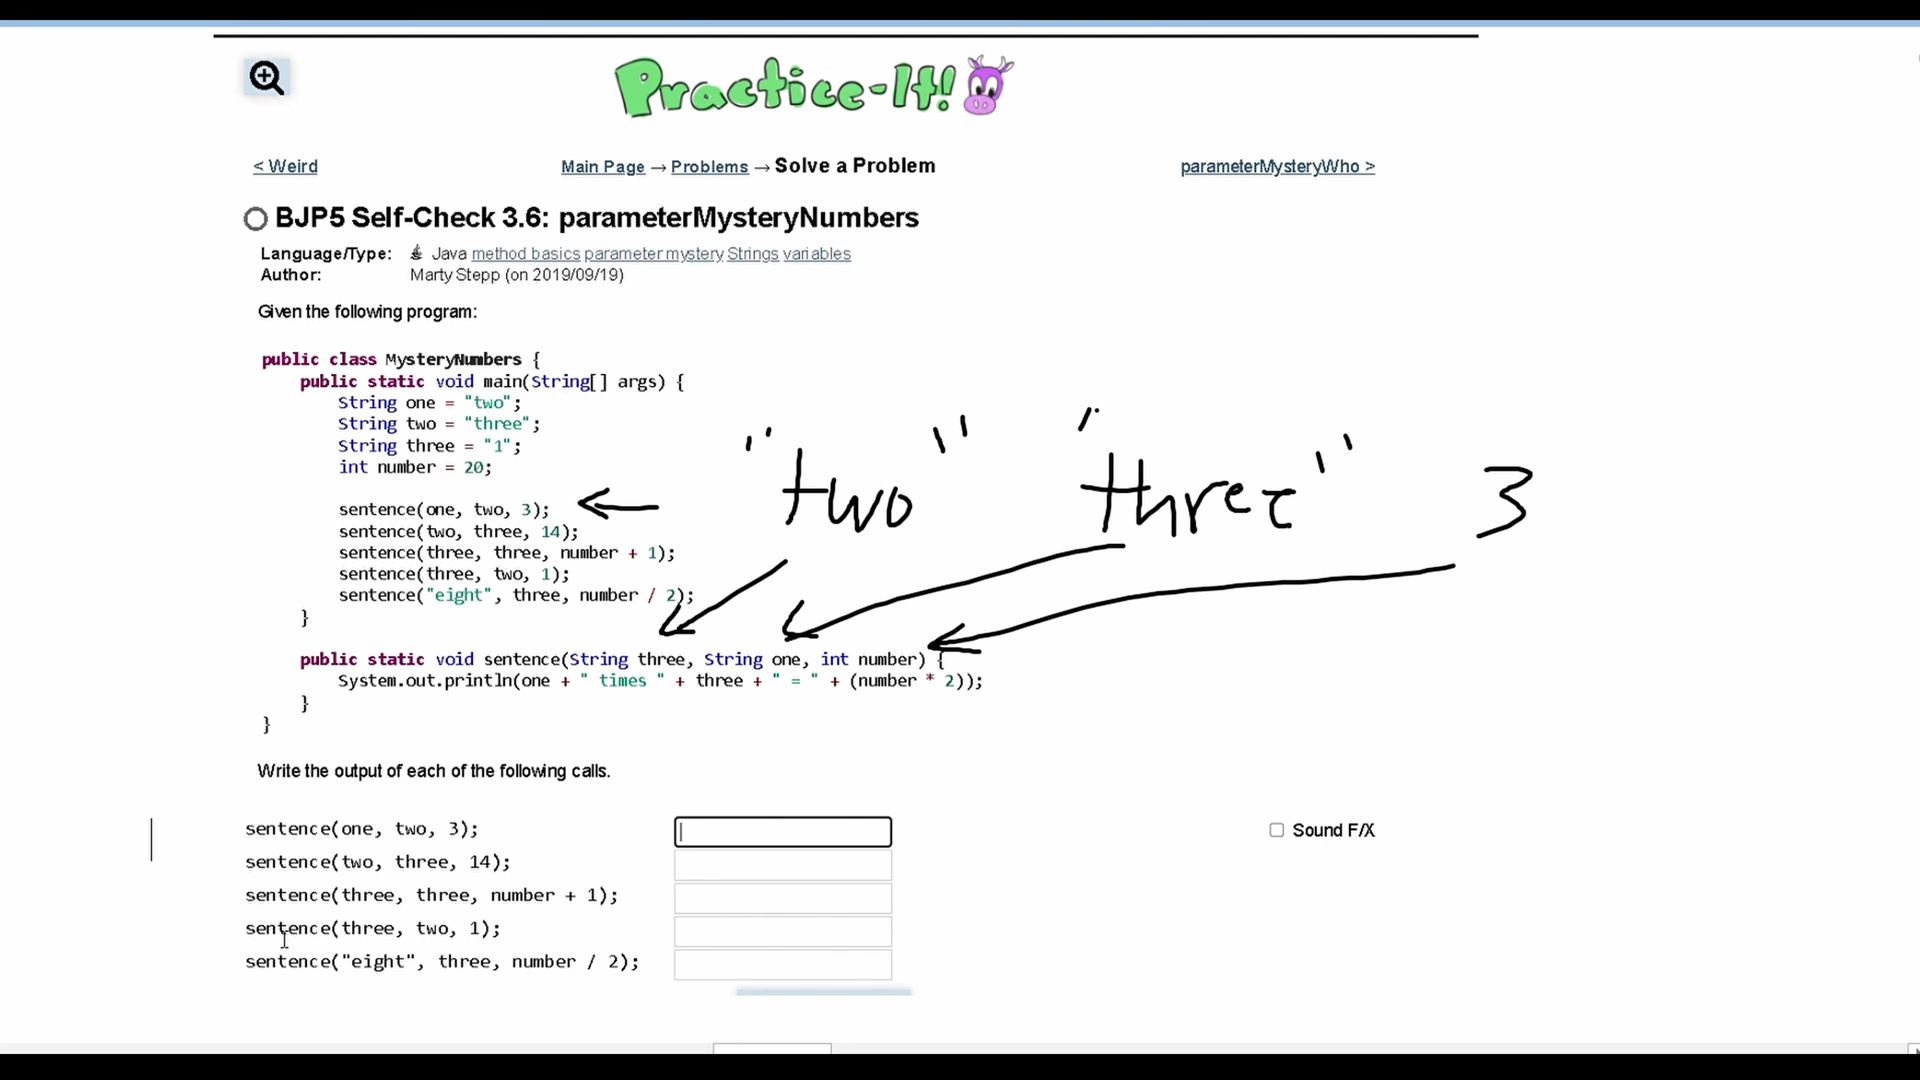 Practice-It!
< Weird Main Page → Problems → Solve a Problem parameterMysteryWho >
BJP5 Self-Check 3.6: parameterMysteryNumbers
Language/Type: Java method basics parameter mystery Strings variables
Author: Marty Stepp (on 2019/09/19)
Given the following program:
public class MysteryNumbers {
    public static void main(String[] args) {
        String one = "two";
        String two = "three";
        String three = "1";
        int number = 20;
"two" "three" 3
        sentence(one, two, 3);
        sentence(two, three, 14);
        sentence(three, three, number + 1);
        sentence(three, two, 1);
        sentence("eight", three, number / 2);
    }
    public static void sentence(String three, String one, int number) {
        System.out.println(one + " times " + three + " = " + (number * 2));
    }
}
Write the output of each of the following calls.
sentence(one, two, 3); Sound F/X
sentence(two, three, 14);
sentence(three, three, number + 1);
sentence(three, two, 1);
sentence("eight", three, number / 2);